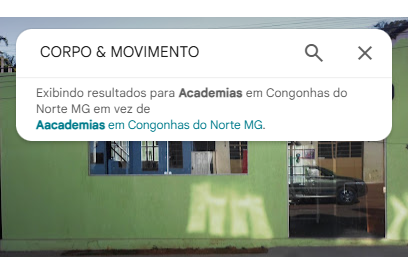 CORPO & MOVIMENTO
Exibindo resultados para Academias em Congonhas do
Norte MG em vez de
Aacademias em Congonhas do Norte MG.